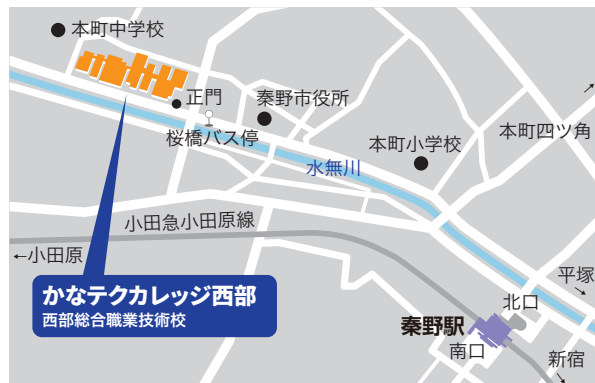 本町中学校
正門
秦野市役所
桜橋バス停
本町小学校
本町四ツ角
水無川
小田急小田原線
←小田原
かなテクカレッジ西部
西部総合職業技術校
平塚
北口
秦野駅
南口
新宿